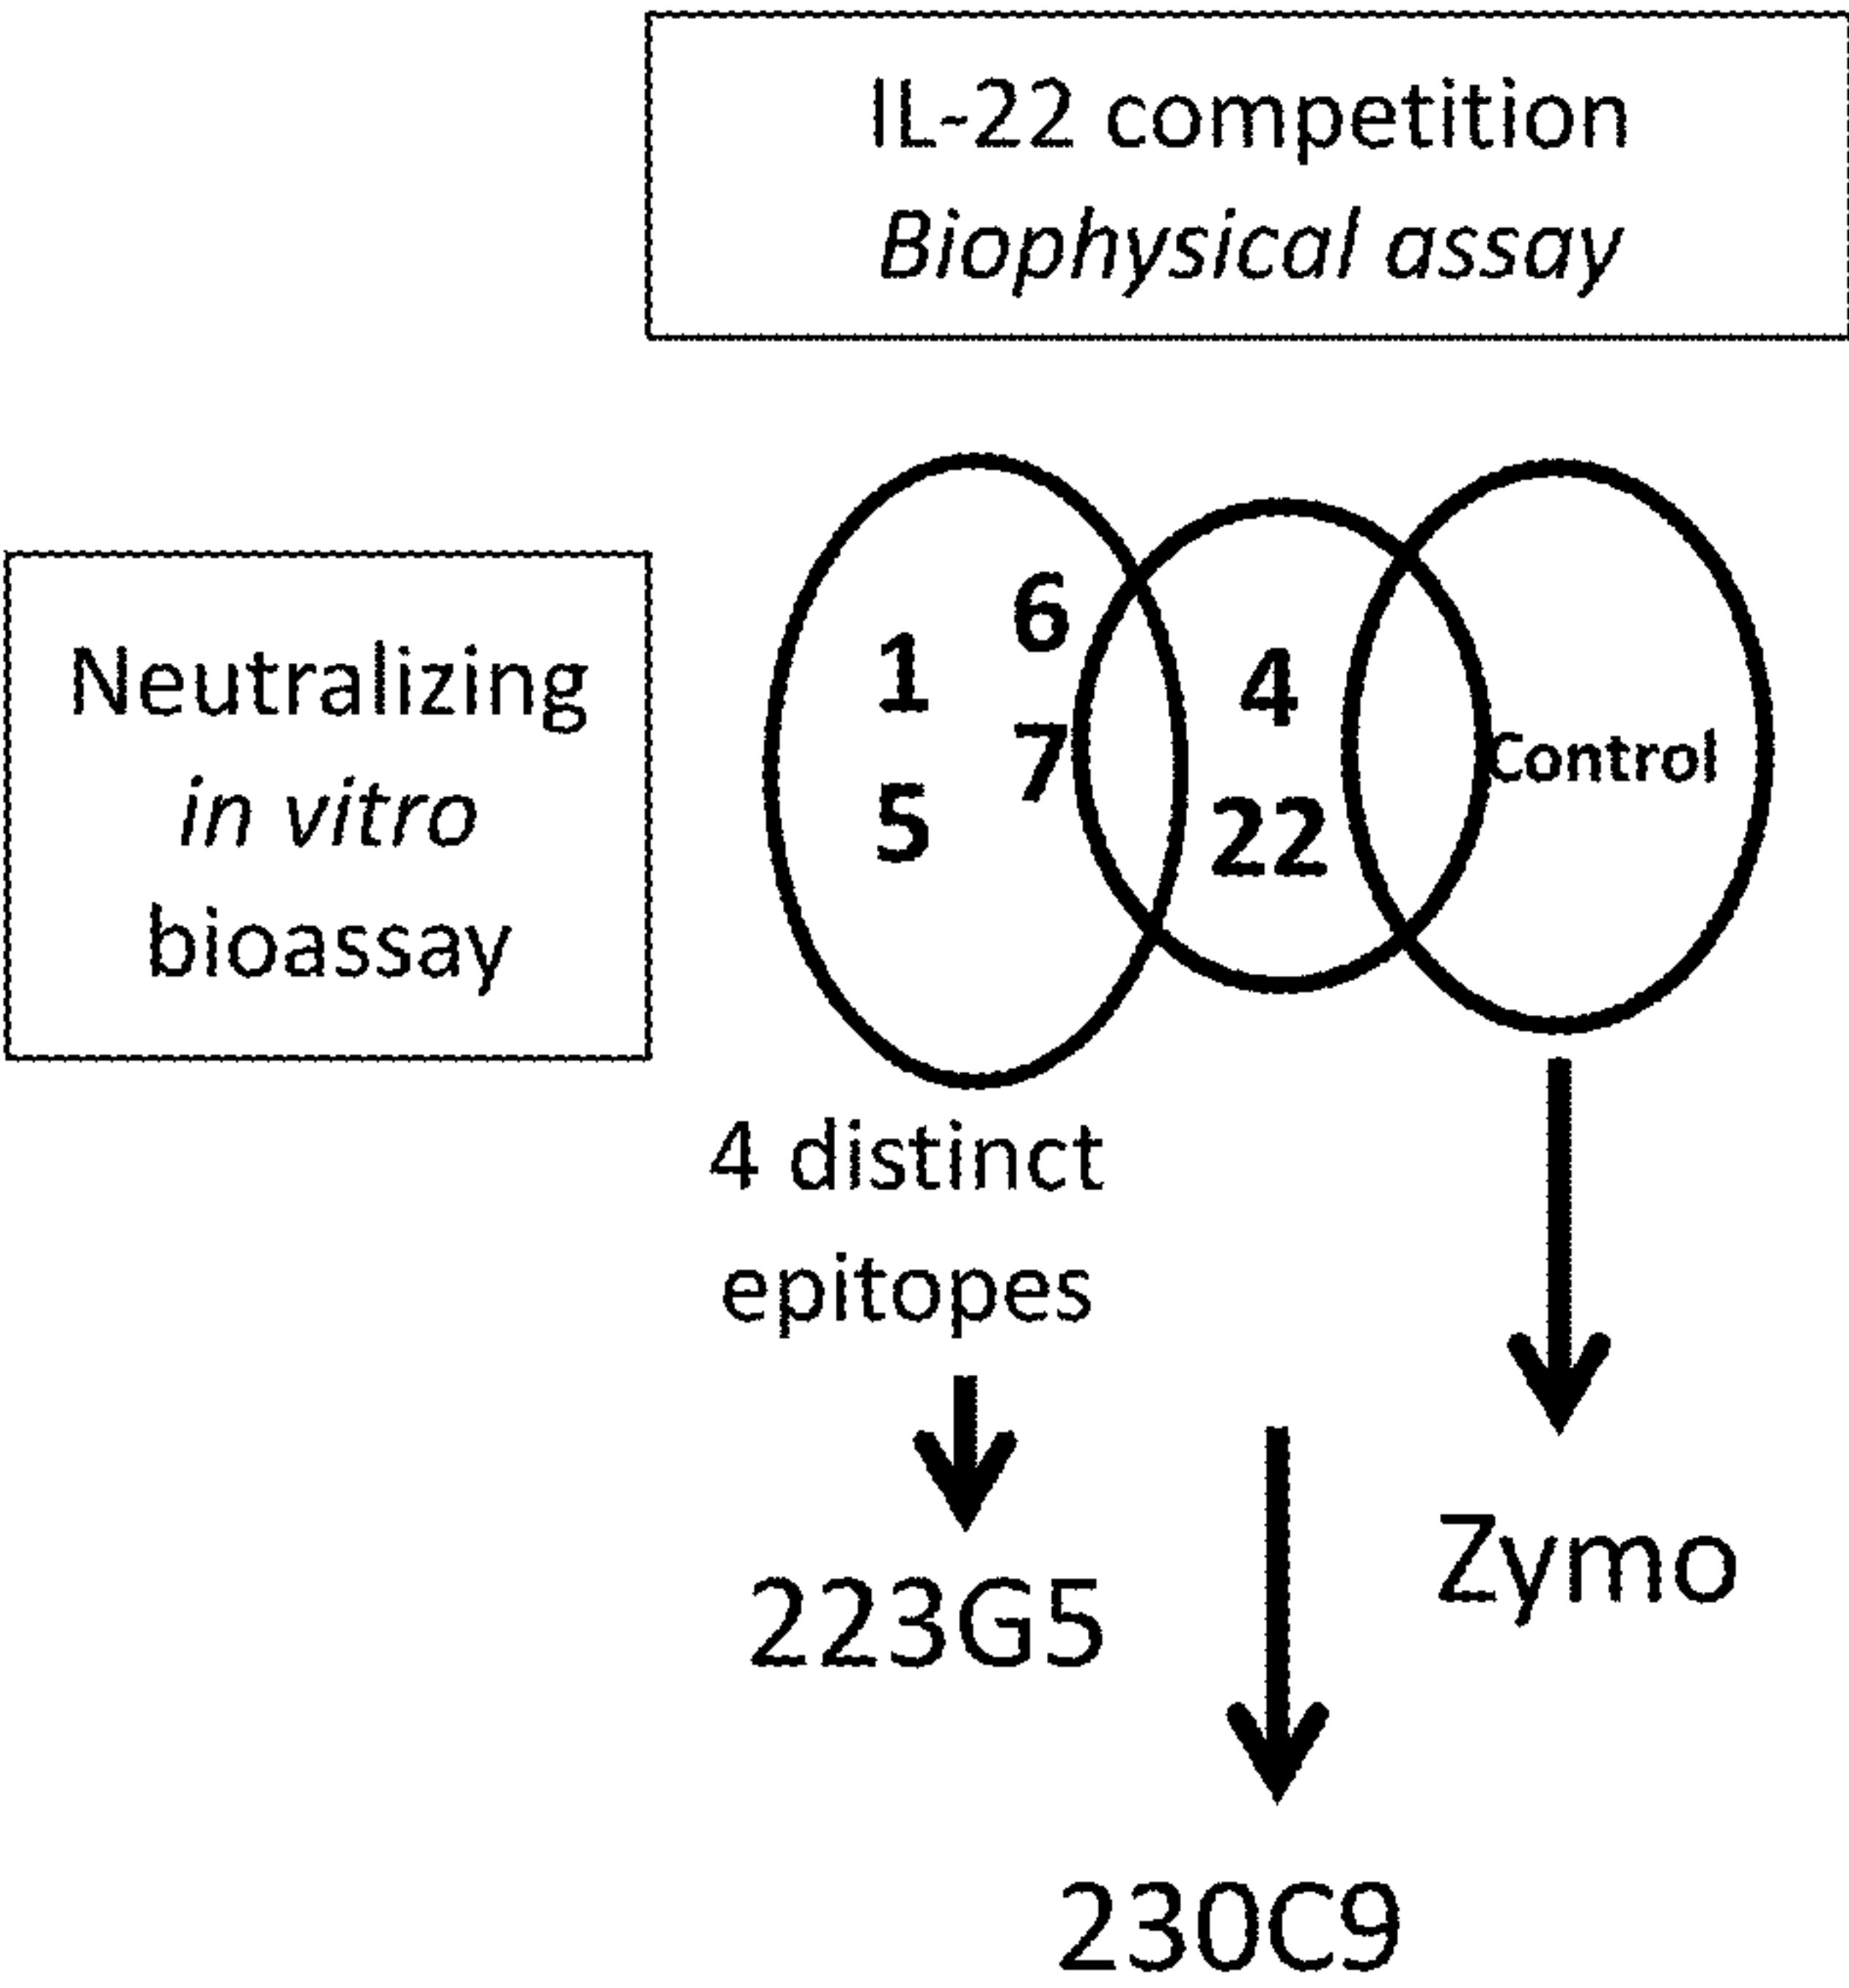 IL-22 competition
Biophysical assay
Neutralizing
in vitro
bioassay
6
1
4
7
Control
5
22
4 distinct
epitopes
223G5
Zymo
230C9